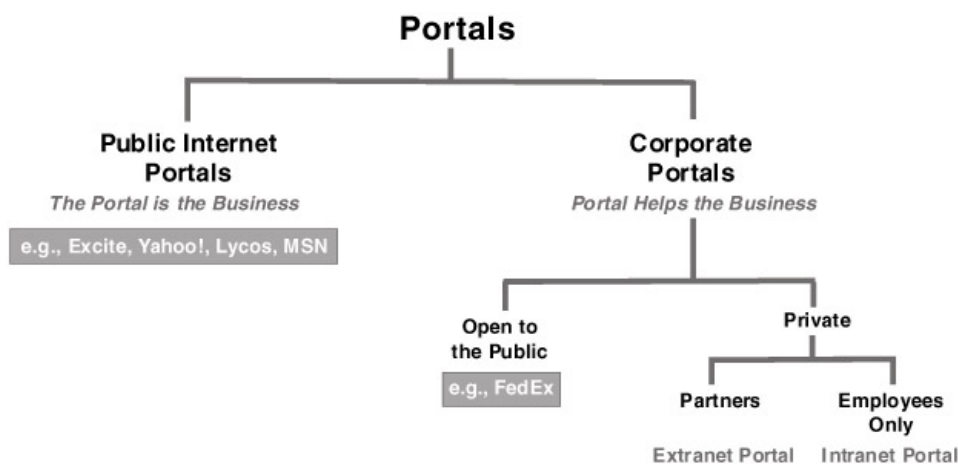 Portals
Public Internet
Portals
The Portal is the Business
e.g., Excite, Yahoo!, Lycos, MSN
Corporate
Portals
Portal Helps the Business
Open to
the Public
e.g., FedEx
Private
Partners
Extranet Portal
Employees
Only
Intranet Portal